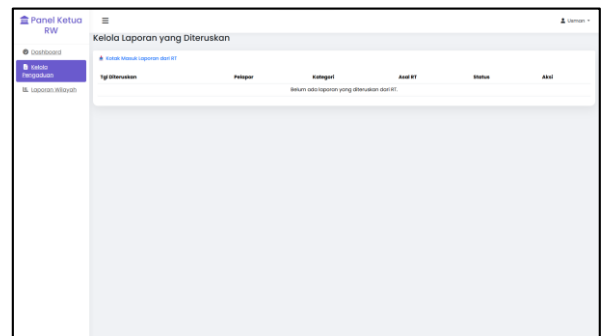 Panel Ketua
RW
Usman
Kelola Laporan yang Diteruskan
Dashboard
Kelola
Pengaduan
Laporan Wilayah
Kotak Masuk Laporan dari RT
Tgl Diteruskan Pelapor Kategori Asal RT Status Aksi
Belum ada laporan yang diteruskan dari RT.